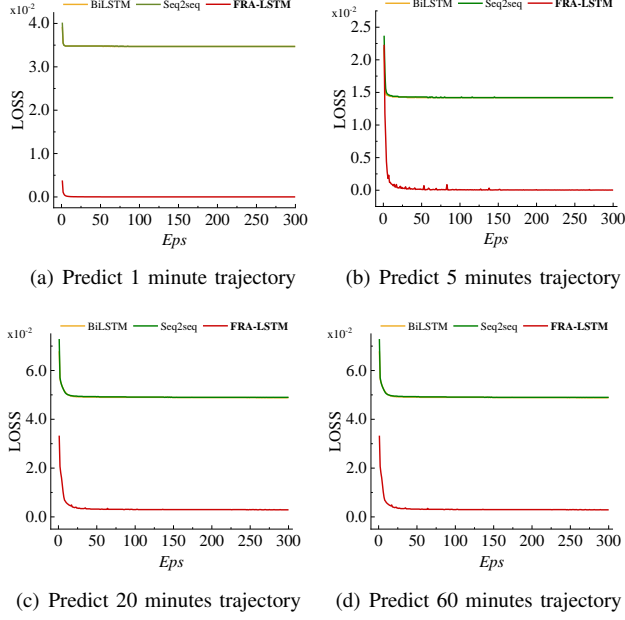 BiLSTM Seq2seq FRA-LSTM
x10⁻²
4.0
2.0
0.0
LOSS
0 50 100 150 200 250 300
Eps
(a) Predict 1 minute trajectory
BiLSTM Seq2seq FRA-LSTM
x10⁻²
2.5
2.0
1.5
1.0
0.5
0.0
LOSS
0 50 100 150 200 250 300
Eps
(b) Predict 5 minutes trajectory
BiLSTM Seq2seq FRA-LSTM
x10⁻²
6.0
4.0
2.0
0.0
LOSS
0 50 100 150 200 250 300
Eps
(c) Predict 20 minutes trajectory
BiLSTM Seq2seq FRA-LSTM
x10⁻²
6.0
4.0
2.0
0.0
LOSS
0 50 100 150 200 250 300
Eps
(d) Predict 60 minutes trajectory